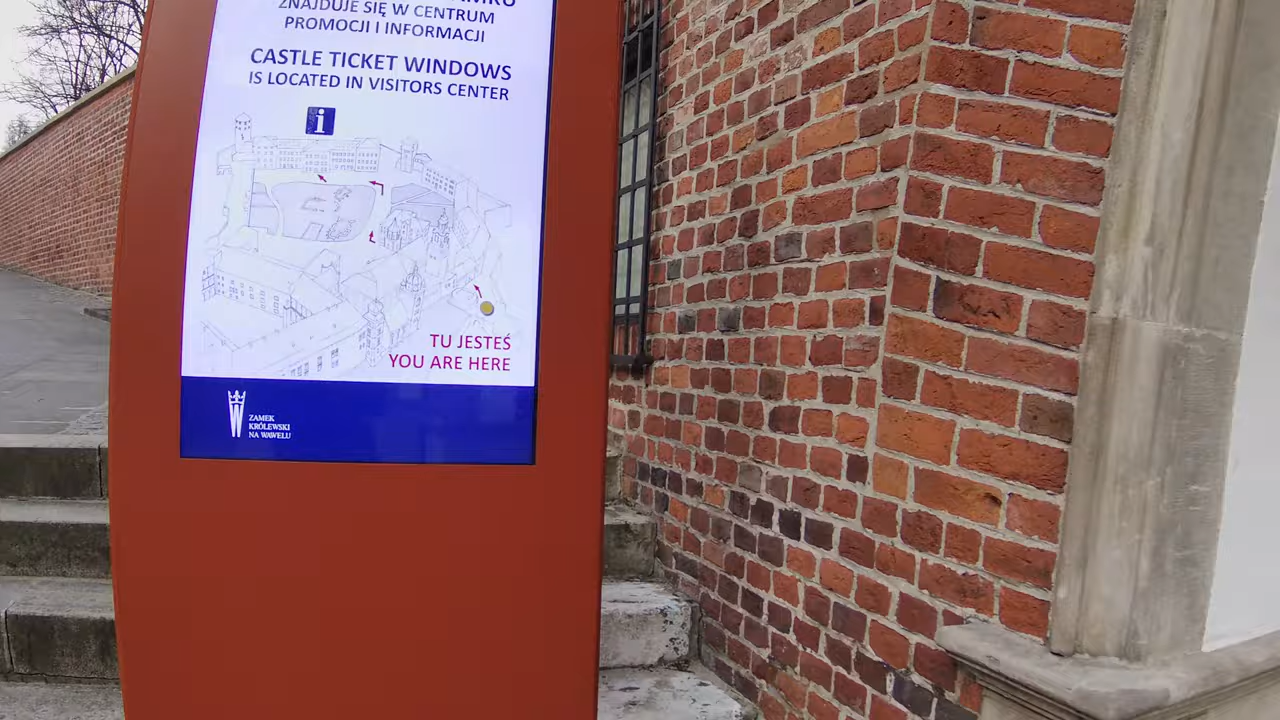 ZNAJDUJE SIĘ W CENTRUM
PROMOCJI I INFORMACJI
CASTLE TICKET WINDOWS
IS LOCATED IN VISITORS CENTER
i
TU JESTEŚ
YOU ARE HERE
ZAMEK
KRÓLEWSKI
NA WAWELU